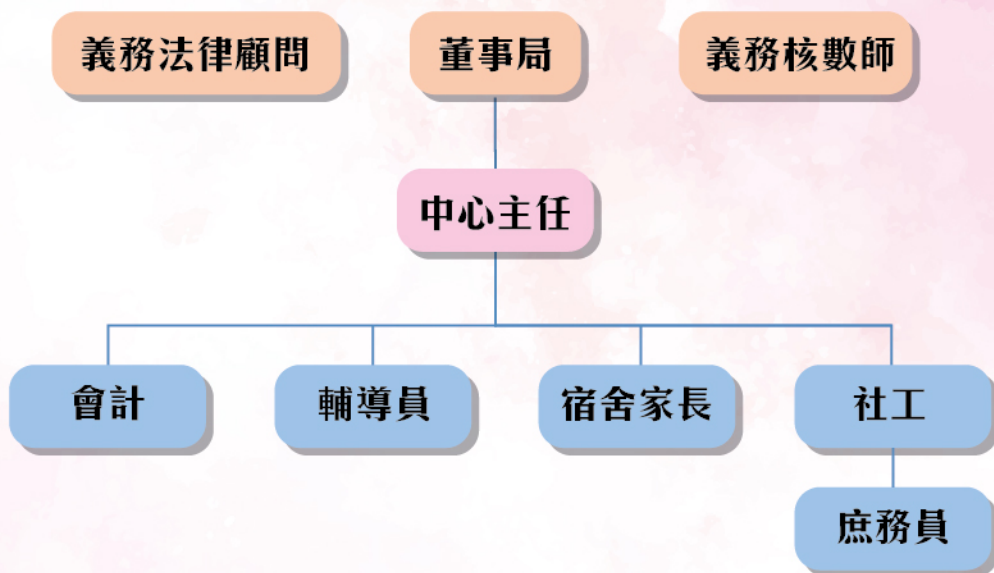 義務法律顧問
董事局
義務核數師
中心主任
會計
輔導員
宿舍家長
社工
庶務員